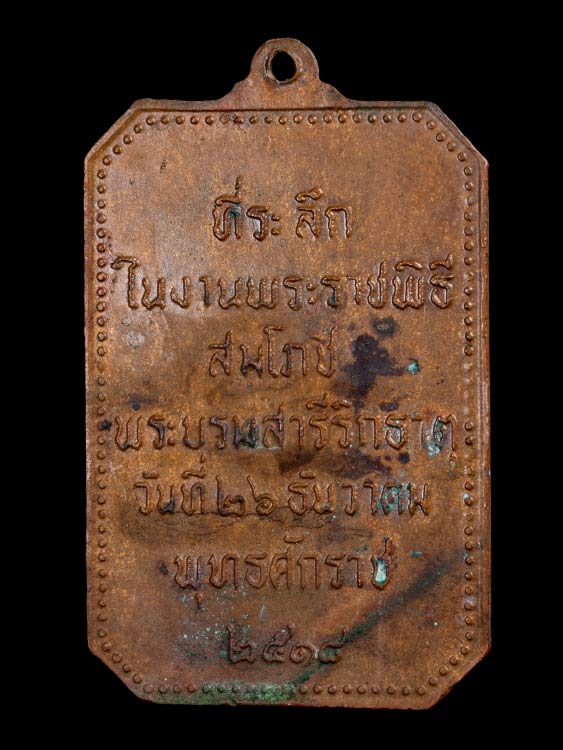 ที่ระลึก
ในงานพระราชพิธี
สมโภช
พระบรมสารีริกธาตุ
วันที่ ๒๖ ธันวาคม
พุทธศักราช
๒๕๑๘